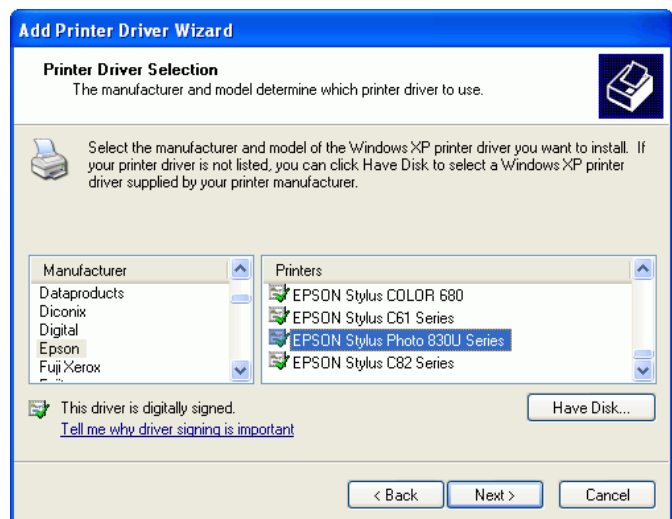 Add Printer Driver Wizard
Printer Driver Selection
The manufacturer and model determine which printer driver to use.
Select the manufacturer and model of the Windows XP printer driver you want to install. If
your printer driver is not listed, you can click Have Disk to select a Windows XP printer
driver supplied by your printer manufacturer.
Manufacturer
Dataproducts
Diconix
Digital
Epson
Fuji Xerox
Printers
EPSON Stylus COLOR 680
EPSON Stylus C61 Series
EPSON Stylus Photo 830U Series
EPSON Stylus C82 Series
This driver is digitally signed.
Tell me why driver signing is important
Have Disk...
< Back
Next >
Cancel